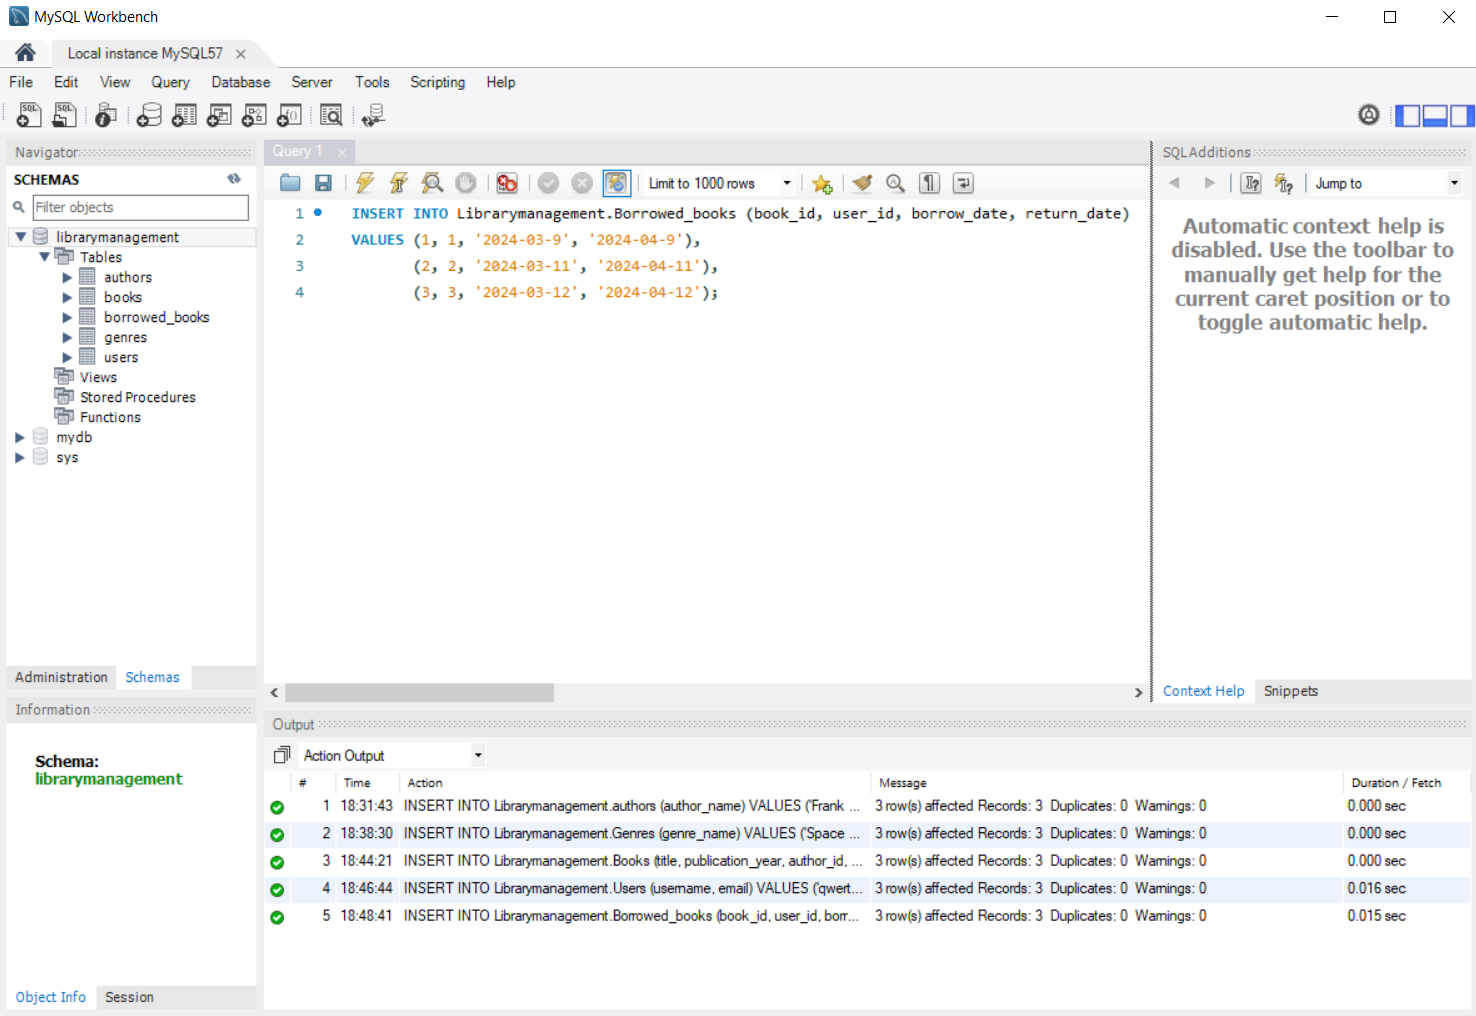 MySQL Workbench
Local instance MySQL57
File Edit View Query Database Server Tools Scripting Help
Navigator
SCHEMAS
Filter objects
librarymanagement
Tables
authors
books
borrowed_books
genres
users
Views
Stored Procedures
Functions
mydb
sys
Administration Schemas
Information
Schema:
librarymanagement
Object Info Session
Query 1
Limit to 1000 rows
1 INSERT INTO Librarymanagement.Borrowed_books (book_id, user_id, borrow_date, return_date)
2 VALUES (1, 1, '2024-03-9', '2024-04-9'),
3 (2, 2, '2024-03-11', '2024-04-11'),
4 (3, 3, '2024-03-12', '2024-04-12');
SQLAdditions
Jump to
Automatic context help is
disabled. Use the toolbar to
manually get help for the
current caret position or to
toggle automatic help.
Context Help Snippets
Output
Action Output
# Time Action Message Duration / Fetch
1 18:31:43 INSERT INTO Librarymanagement.authors (author_name) VALUES ('Frank ... 3 row(s) affected Records: 3 Duplicates: 0 Warnings: 0 0.000 sec
2 18:38:30 INSERT INTO Librarymanagement.Genres (genre_name) VALUES ('Space ... 3 row(s) affected Records: 3 Duplicates: 0 Warnings: 0 0.000 sec
3 18:44:21 INSERT INTO Librarymanagement.Books (title, publication_year, author_id, ... 3 row(s) affected Records: 3 Duplicates: 0 Warnings: 0 0.000 sec
4 18:46:44 INSERT INTO Librarymanagement.Users (username, email) VALUES ('qwert... 3 row(s) affected Records: 3 Duplicates: 0 Warnings: 0 0.016 sec
5 18:48:41 INSERT INTO Librarymanagement.Borrowed_books (book_id, user_id, borr... 3 row(s) affected Records: 3 Duplicates: 0 Warnings: 0 0.015 sec